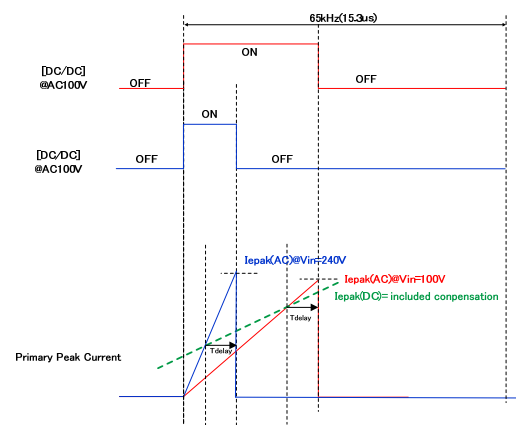 65kHz(15.3us)
ON
[DC/DC]
@AC100V
OFF
OFF
ON
[DC/DC]
@AC100V
OFF
OFF
Iepak(AC)@Vin=240V
Iepak(AC)@Vin=100V
Iepak(DC)= included conpensation
Tdelay
Tdelay
Primary Peak Current